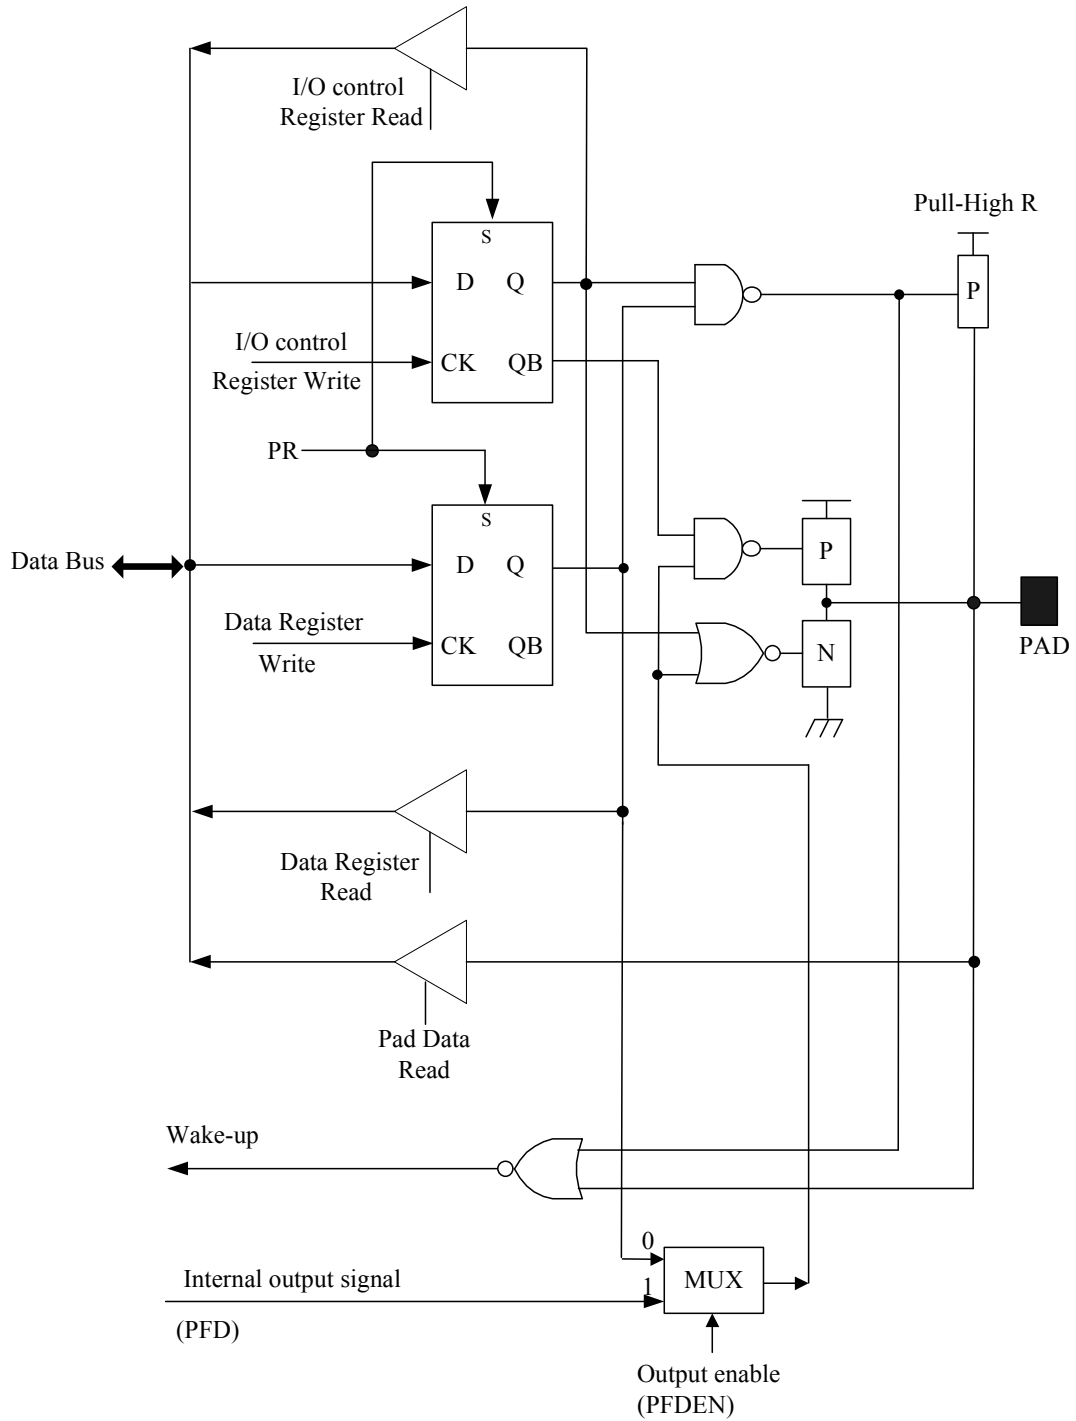 I/O control
Register Read
Pull-High R
S
D
Q
P
I/O control
CK
QB
Register Write
PR
S
Data Bus
D
Q
P
Data Register
Write
CK
QB
N
PAD
Data Register
Read
Pad Data
Read
Wake-up
0
Internal output signal
1
MUX
(PFD)
Output enable
(PFDEN)